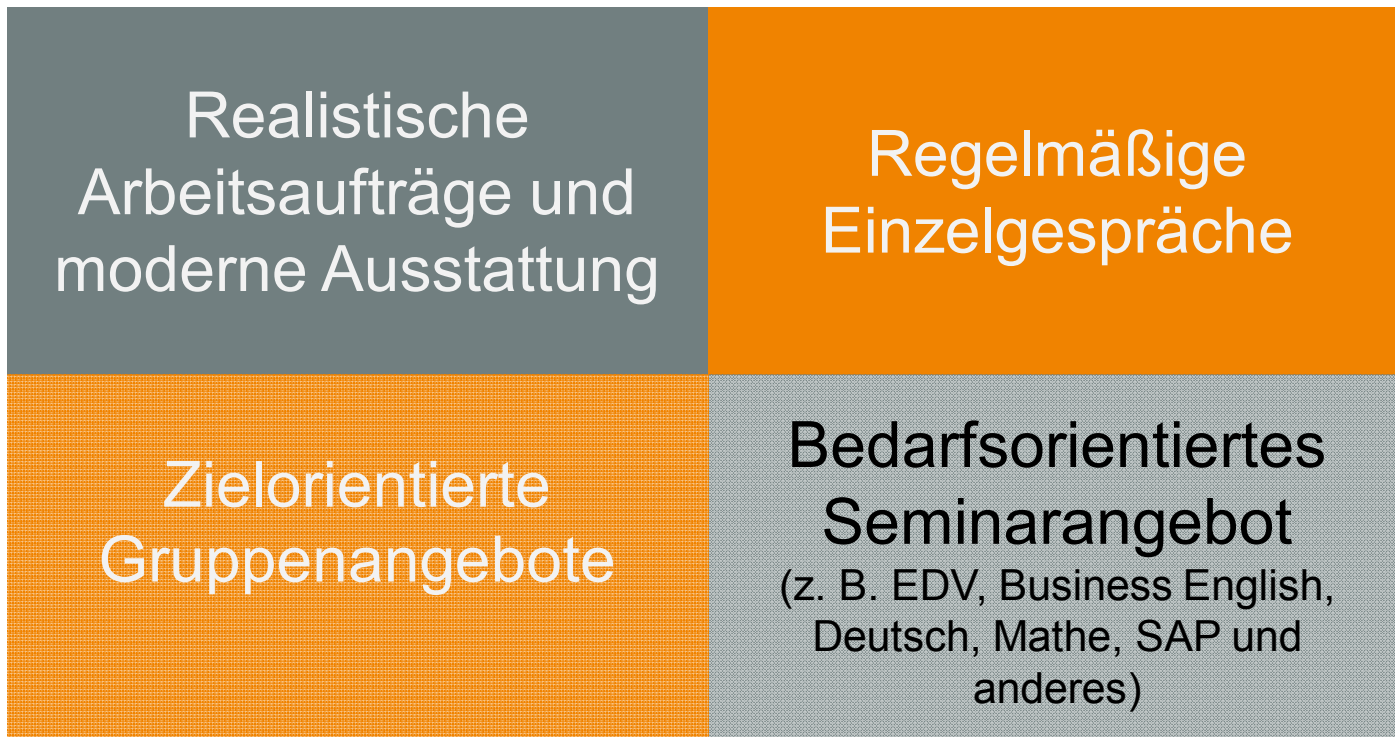 Realistische
Arbeitsaufträge und
moderne Ausstattung
Regelmäßige
Einzelgespräche
Zielorientierte
Gruppenangebote
Bedarfsorientiertes
Seminarangebot
(z. B. EDV, Business English,
Deutsch, Mathe, SAP und
anderes)